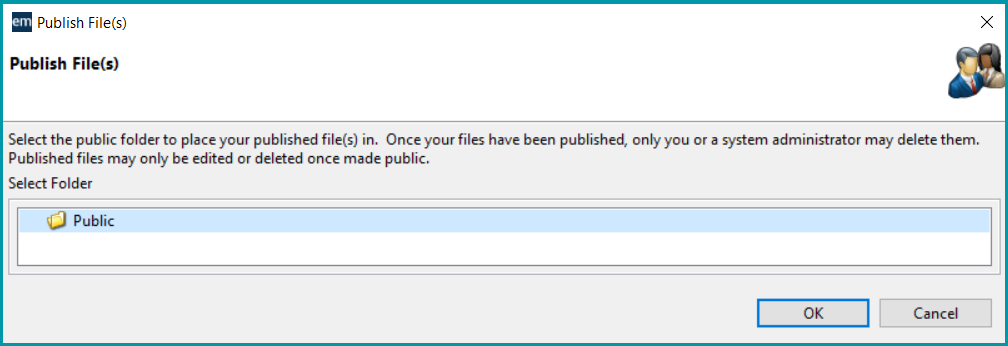 em Publish File(s)
Publish File(s)
Select the public folder to place your published file(s) in.  Once your files have been published, only you or a system administrator may delete them.
Published files may only be edited or deleted once made public.
Select Folder
Public
OK Cancel